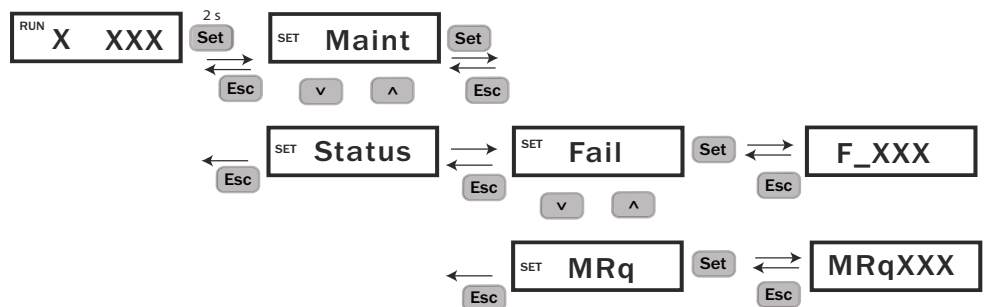 2 s
RUN X XXX Set SET Maint Set
Esc ˅ ˄ Esc
SET Status SET Fail Set F_XXX
Esc Esc ˅ ˄ Esc
SET MRq Set MRqXXX
Esc Esc